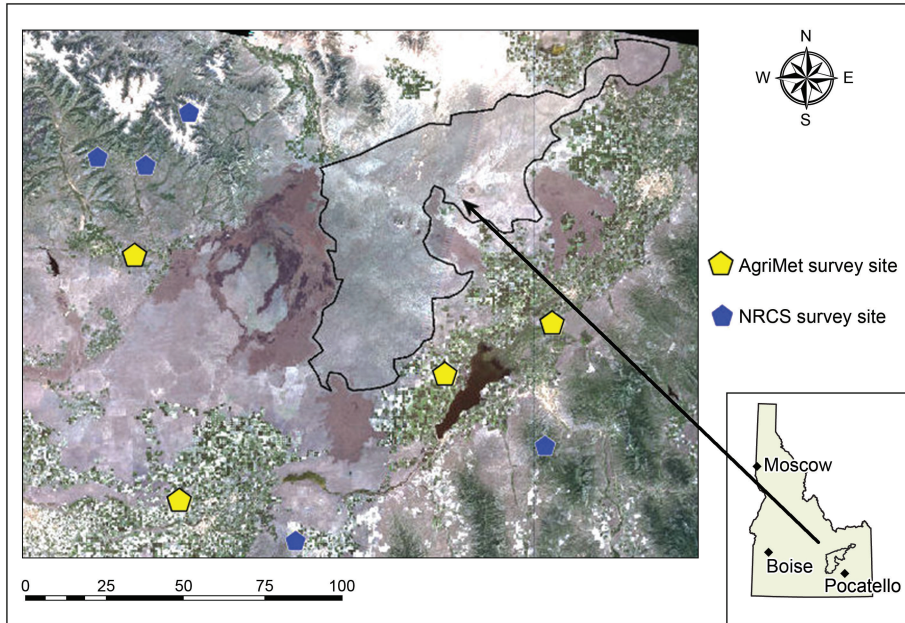 N
W E
S
AgriMet survey site
NRCS survey site
Moscow
Boise
Pocatello
0 25 50 75 100